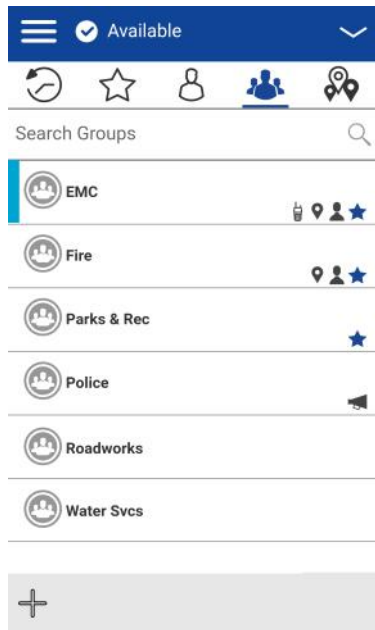 Available
Search Groups
EMC
Fire
Parks & Rec
Police
Roadworks
Water Svcs